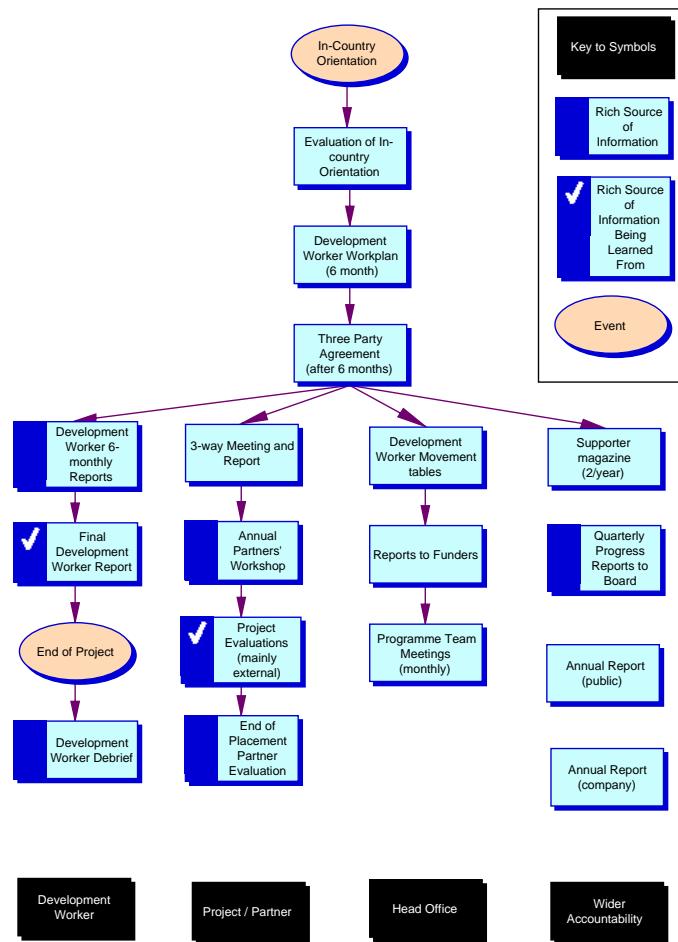 In-Country
Orientation
Evaluation of In-
country
Orientation
Development
Worker Workplan
(6 month)
Three Party
Agreement
(after 6 months)
Key to Symbols
Rich Source
of
Information
Rich Source
of
Information
Being
Learned
From
Event
Development
Worker 6-
monthly
Reports
Final
Development
Worker Report
End of Project
Development
Worker Debrief
3-way Meeting and
Report
Annual
Partners'
Workshop
Project
Evaluations
(mainly
external)
End of
Placement
Partner
Evaluation
Development
Worker Movement
tables
Reports to Funders
Programme Team
Meetings
(monthly)
Supporter
magazine
(2/year)
Quarterly
Progress
Reports to
Board
Annual Report
(public)
Annual Report
(company)
Development
Worker
Project / Partner
Head Office
Wider
Accountability